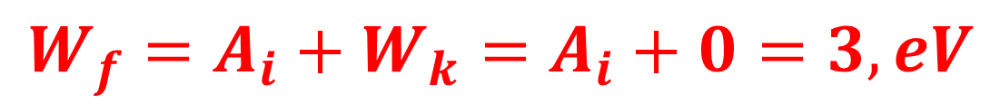 W_f = A_i + W_k = A_i + 0 = 3, eV